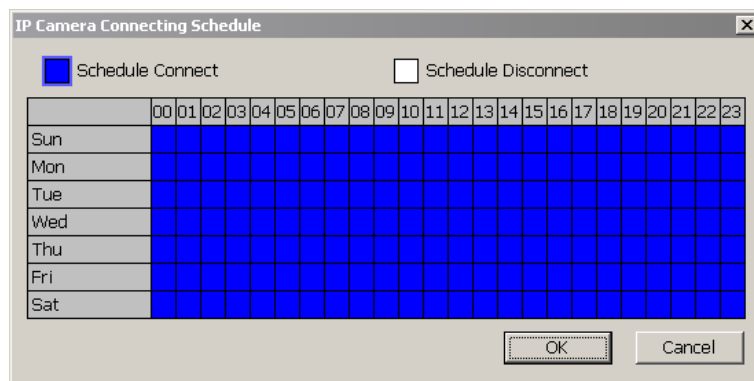 IP Camera Connecting Schedule
Schedule Connect Schedule Disconnect
00 01 02 03 04 05 06 07 08 09 10 11 12 13 14 15 16 17 18 19 20 21 22 23
Sun
Mon
Tue
Wed
Thu
Fri
Sat
OK Cancel